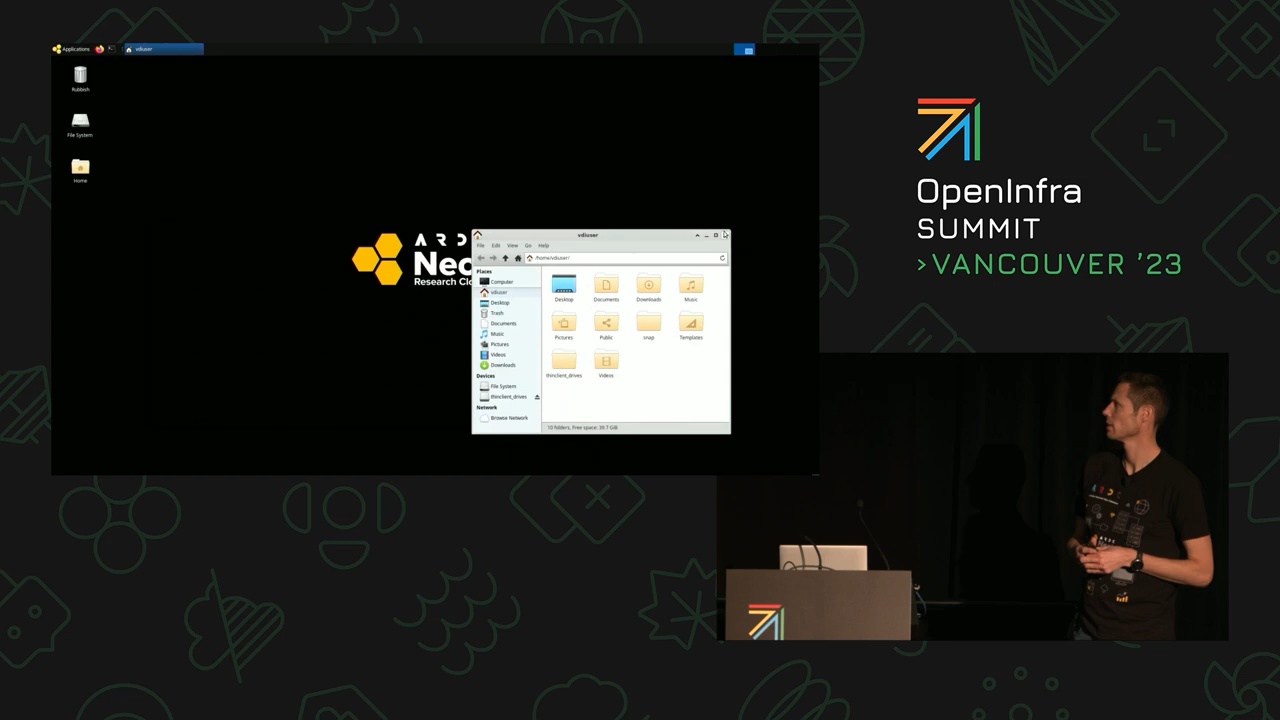 Applications
vdiuser
Rubbish
File System
Home
ARD
Nec
Research Clo
vdiuser
File Edit View Go Help
/home/vdiuser/
Places
Computer
vdiuser
Desktop
Trash
Documents
Music
Pictures
Videos
Downloads
Devices
File System
thinclient_drives
Network
Browse Network
Desktop Documents Downloads Music
Pictures Public snap Templates
thinclient_drives Videos
10 folders, Free space: 39.7 GiB
OpenInfra
SUMMIT
>VANCOUVER '23
ARDC